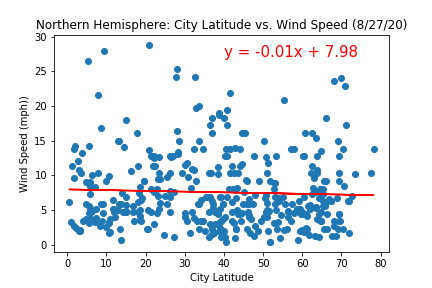 Northern Hemisphere: City Latitude vs. Wind Speed (8/27/20)
y = -0.01x + 7.98
Wind Speed (mph))
30
25
20
15
10
5
0
0 10 20 30 40 50 60 70 80
City Latitude